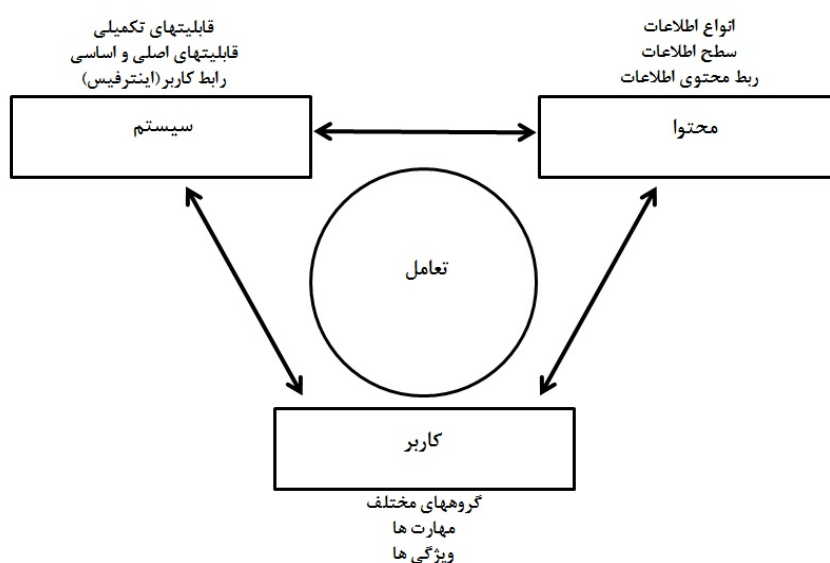 انواع اطلاعات
سطح اطلاعات
ربط محتوی اطلاعات
محتوا
قابلیتهای تکمیلی
قابلیتهای اصلی و اساسی
رابط کاربر(اینترفیس)
سیستم
تعامل
کاربر
گروههای مختلف
مهارت ها
ویژگی ها